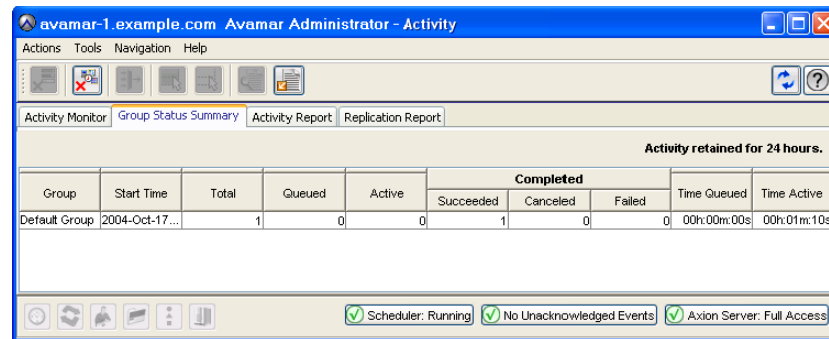 avamar-1.example.com Avamar Administrator - Activity
Actions Tools Navigation Help
Activity Monitor Group Status Summary Activity Report Replication Report
Activity retained for 24 hours.
Group Start Time Total Queued Active Completed Time Queued Time Active
Succeeded Canceled Failed
Default Group 2004-Oct-17... 1 0 0 1 0 0 00h:00m:00s 00h:01m:10s
Scheduler: Running No Unacknowledged Events Axion Server: Full Access